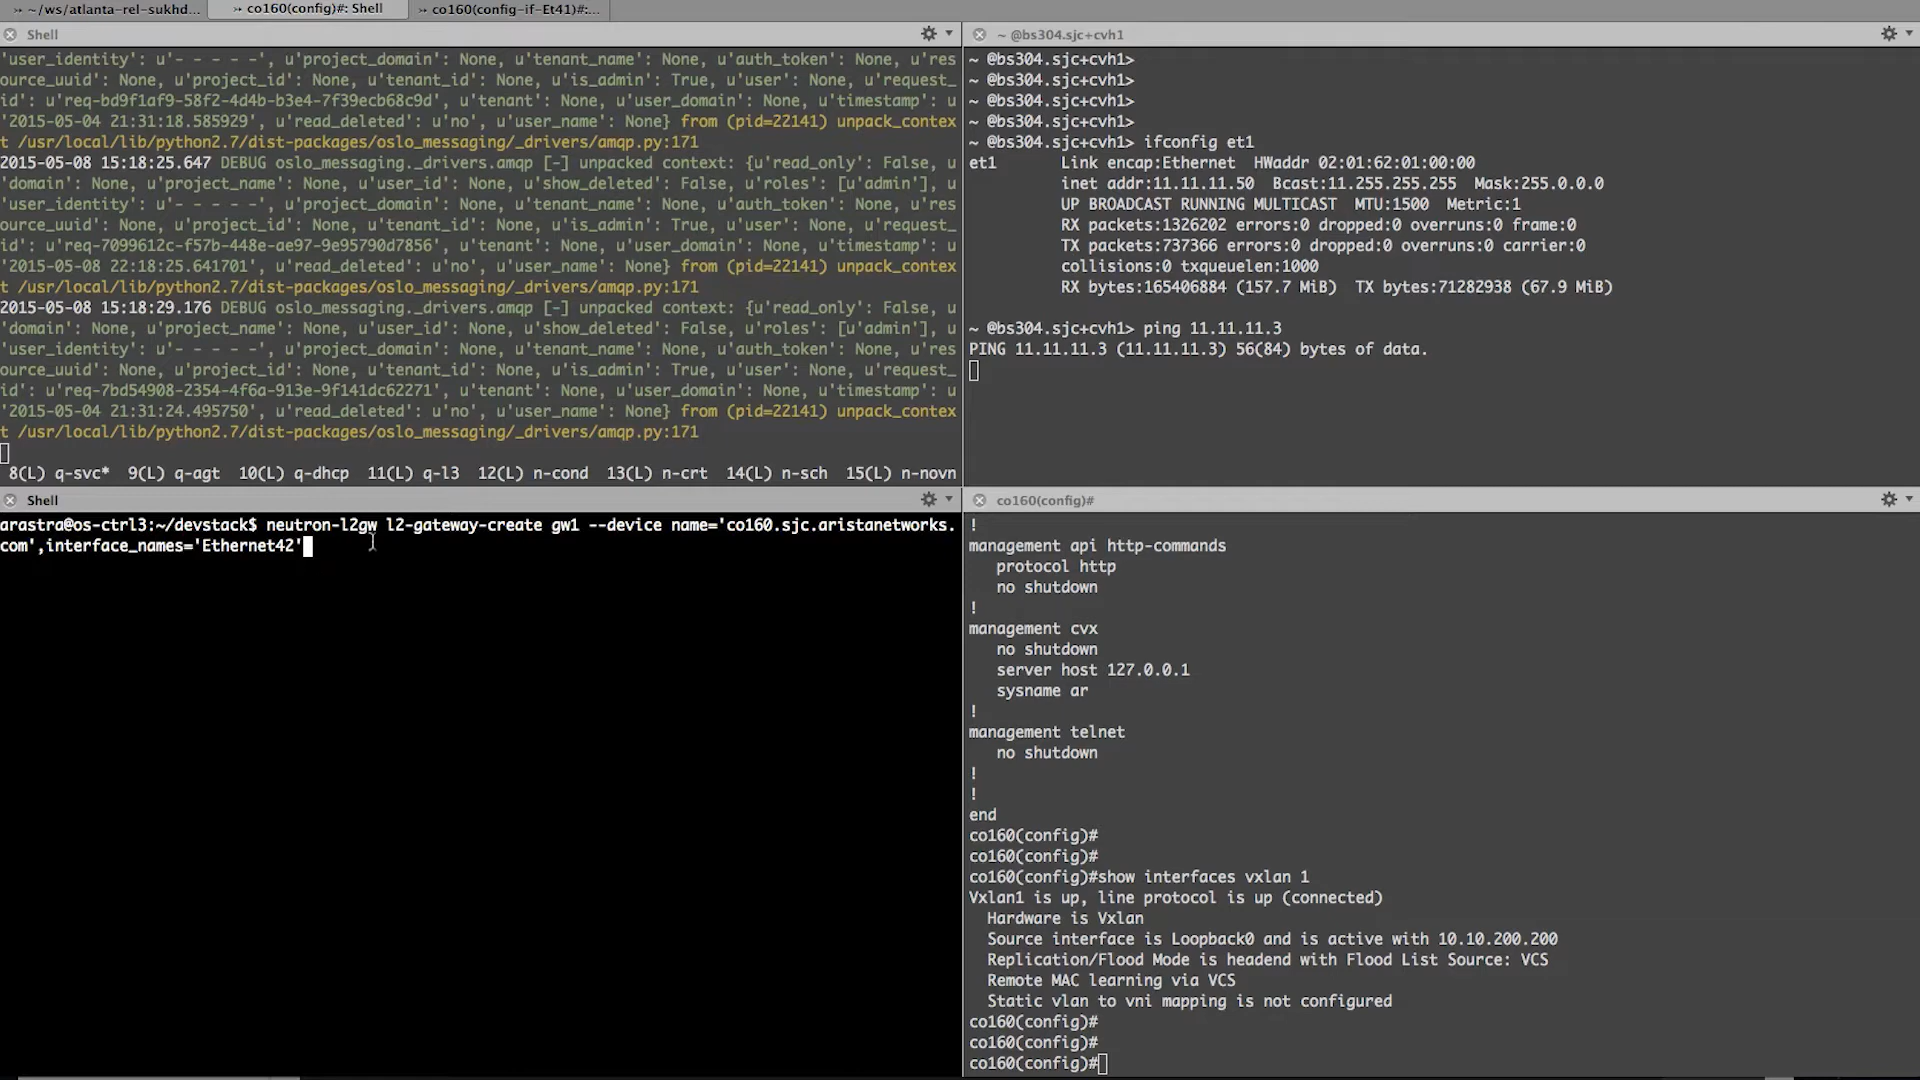 ~/ws/atlanta-rel-sukhd...
co160(config)#: Shell
co160(config-if-Et41)#:...
Shell
'user_identity': u'- - - - -', u'project_domain': None, u'tenant_name': None, u'auth_token': None, u'res
ource_uuid': None, u'project_id': None, u'tenant_id': None, u'is_admin': True, u'user': None, u'request_
id': u'req-bd9f1af9-58f2-4d4b-b3e4-7f39ecb68c9d', u'tenant': None, u'user_domain': None, u'timestamp': u
'2015-05-04 21:31:18.585929', u'read_deleted': u'no', u'user_name': None} from (pid=22141) unpack_contex
t /usr/local/lib/python2.7/dist-packages/oslo_messaging/_drivers/amqp.py:171
2015-05-08 15:18:25.647 DEBUG oslo_messaging._drivers.amqp [-] unpacked context: {u'read_only': False, u
'domain': None, u'project_name': None, u'user_id': None, u'show_deleted': False, u'roles': [u'admin'], u
'user_identity': u'- - - - -', u'project_domain': None, u'tenant_name': None, u'auth_token': None, u'res
ource_uuid': None, u'project_id': None, u'tenant_id': None, u'is_admin': True, u'user': None, u'request_
id': u'req-7099612c-f57b-448e-ae97-9e95790d7856', u'tenant': None, u'user_domain': None, u'timestamp': u
'2015-05-08 22:18:25.641701', u'read_deleted': u'no', u'user_name': None} from (pid=22141) unpack_contex
t /usr/local/lib/python2.7/dist-packages/oslo_messaging/_drivers/amqp.py:171
2015-05-08 15:18:29.176 DEBUG oslo_messaging._drivers.amqp [-] unpacked context: {u'read_only': False, u
'domain': None, u'project_name': None, u'user_id': None, u'show_deleted': False, u'roles': [u'admin'], u
'user_identity': u'- - - - -', u'project_domain': None, u'tenant_name': None, u'auth_token': None, u'res
ource_uuid': None, u'project_id': None, u'tenant_id': None, u'is_admin': True, u'user': None, u'request_
id': u'req-7bd54908-2354-4f6a-913e-9f141dc62271', u'tenant': None, u'user_domain': None, u'timestamp': u
'2015-05-04 21:31:24.495750', u'read_deleted': u'no', u'user_name': None} from (pid=22141) unpack_contex
t /usr/local/lib/python2.7/dist-packages/oslo_messaging/_drivers/amqp.py:171
8(L) q-svc* 9(L) q-agt 10(L) q-dhcp 11(L) q-l3 12(L) n-cond 13(L) n-crt 14(L) n-sch 15(L) n-novn
~ @bs304.sjc+cvh1
~ @bs304.sjc+cvh1>
~ @bs304.sjc+cvh1>
~ @bs304.sjc+cvh1>
~ @bs304.sjc+cvh1>
~ @bs304.sjc+cvh1> ifconfig et1
et1 Link encap:Ethernet HWaddr 02:01:62:01:00:00
inet addr:11.11.11.50 Bcast:11.255.255.255 Mask:255.0.0.0
UP BROADCAST RUNNING MULTICAST MTU:1500 Metric:1
RX packets:1326202 errors:0 dropped:0 overruns:0 frame:0
TX packets:737366 errors:0 dropped:0 overruns:0 carrier:0
collisions:0 txqueuelen:1000
RX bytes:165406884 (157.7 MiB) TX bytes:71282938 (67.9 MiB)
~ @bs304.sjc+cvh1> ping 11.11.11.3
PING 11.11.11.3 (11.11.11.3) 56(84) bytes of data.
Shell
arastra@os-ctrl3:~/devstack$ neutron-l2gw l2-gateway-create gw1 --device name='co160.sjc.aristanetworks.
com',interface_names='Ethernet42'
co160(config)#
!
management api http-commands
protocol http
no shutdown
!
management cvx
no shutdown
server host 127.0.0.1
sysname ar
!
management telnet
no shutdown
!
!
end
co160(config)#
co160(config)#
co160(config)#show interfaces vxlan 1
Vxlan1 is up, line protocol is up (connected)
Hardware is Vxlan
Source interface is Loopback0 and is active with 10.10.200.200
Replication/Flood Mode is headend with Flood List Source: VCS
Remote MAC learning via VCS
Static vlan to vni mapping is not configured
co160(config)#
co160(config)#
co160(config)#